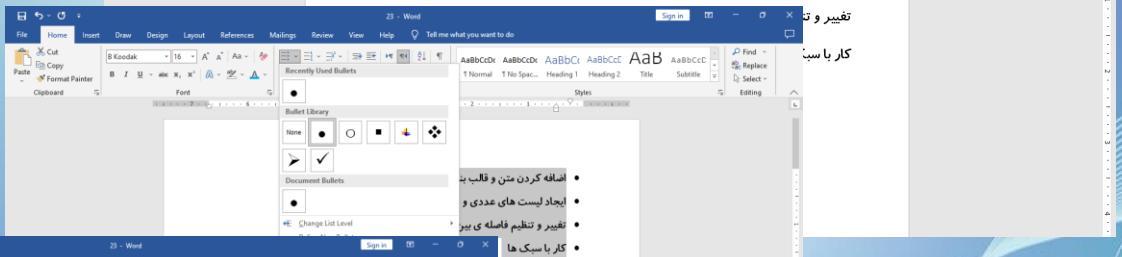 23 - Word
Sign in
File Home Insert Draw Design Layout References Mailings Review View Help Tell me what you want to do
تغییر و
کار با
Paste
Cut
Copy
Format Painter
Clipboard
B Koodak 16
Font
Recently Used Bullets
Bullet Library
None
Document Bullets
Change List Level
AaBbCcDc AaBbCcDc AaBbCc AaBbCcC AaB AaBbCcC
¶ Normal ¶ No Spac... Heading 1 Heading 2 Title Subtitle
Styles
Find
Replace
Select
Editing
• اضافه کردن متن و قالب
• ایجاد لیست های عددی و
• تغییر و تنظیم فاصله ی بین
• کار با سبک ها
23 - Word
Sign in